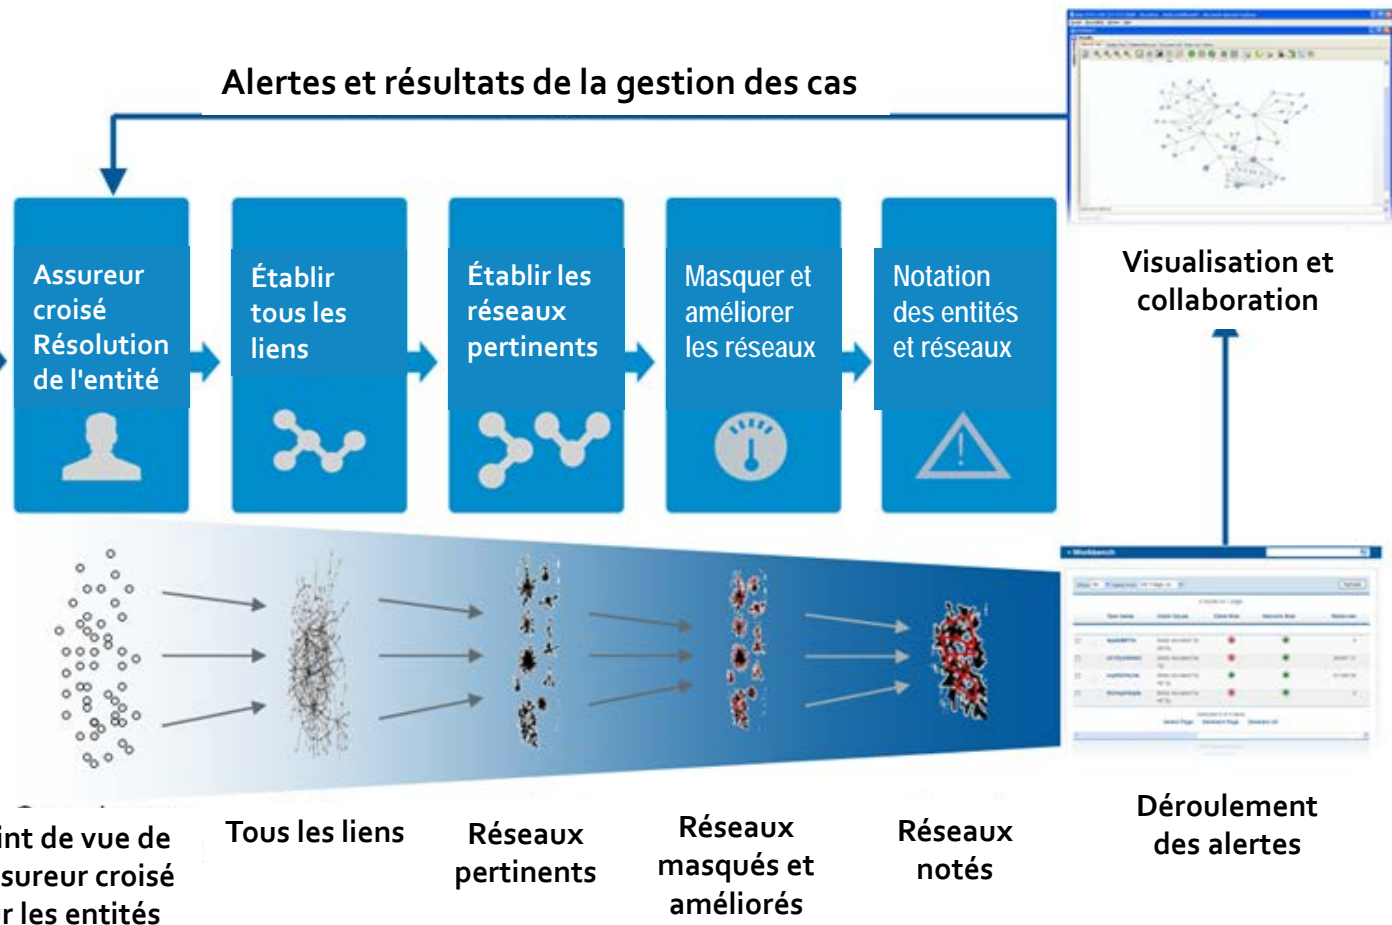 Alertes et résultats de la gestion des cas
Assureur
croisé
Résolution
de l'entité
Établir
tous les
liens
Établir les
réseaux
pertinents
Masquer et
améliorer
les réseaux
Notation
des entités
et réseaux
Visualisation et
collaboration
Workbench
int de vue de
sureur croisé
r les entités
Tous les liens
Réseaux
pertinents
Réseaux
masqués et
améliorés
Réseaux
notés
Déroulement
des alertes